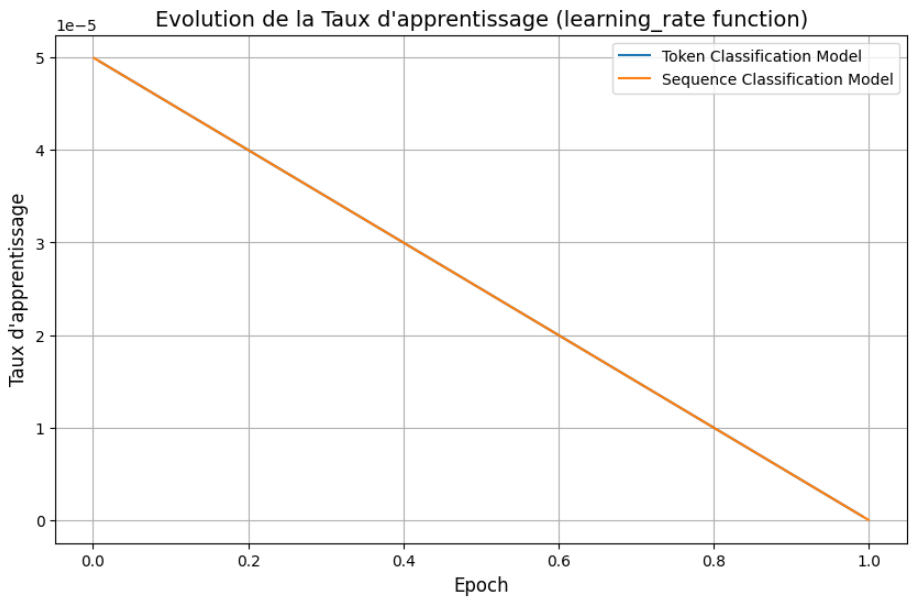 Evolution de la Taux d'apprentissage (learning_rate function)
1e−5
Token Classification Model
Sequence Classification Model
5
4
3
2
1
0
Taux d'apprentissage
0.0 0.2 0.4 0.6 0.8 1.0
Epoch